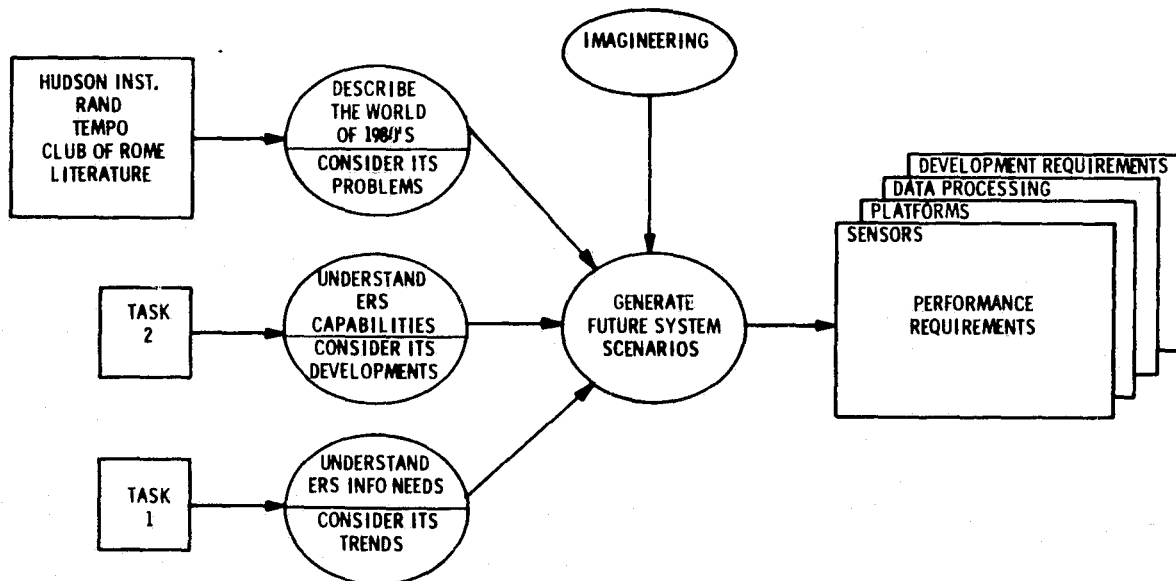 HUDSON INST.
RAND
TEMPO
CLUB OF ROME
LITERATURE
DESCRIBE
THE WORLD
OF 1980'S
CONSIDER ITS
PROBLEMS
IMAGINEERING
TASK
2
UNDERSTAND
ERS
CAPABILITIES
CONSIDER ITS
DEVELOPMENTS
TASK
1
UNDERSTAND
ERS INFO NEEDS
CONSIDER ITS
TRENDS
GENERATE
FUTURE SYSTEM
SCENARIOS
DEVELOPMENT REQUIREMENTS
DATA PROCESSING
PLATFORMS
SENSORS
PERFORMANCE
REQUIREMENTS